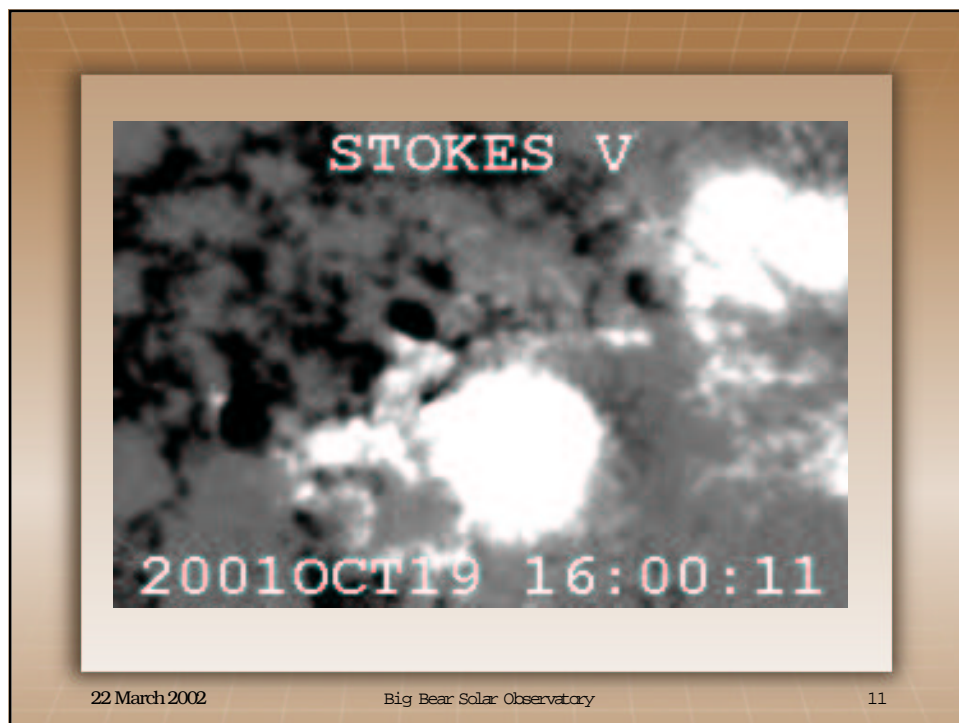 STOKES V
2001OCT19 16:00:11
22 March 2002 Big Bear Solar Observatory 11